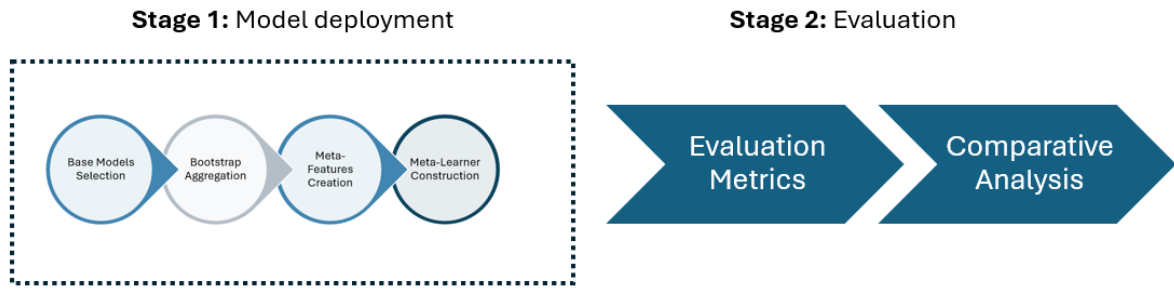 Stage 1: Model deployment
Stage 2: Evaluation
Base Models
Selection
Bootstrap
Aggregation
Meta-
Features
Creation
Meta-Learner
Construction
Evaluation
Metrics
Comparative
Analysis